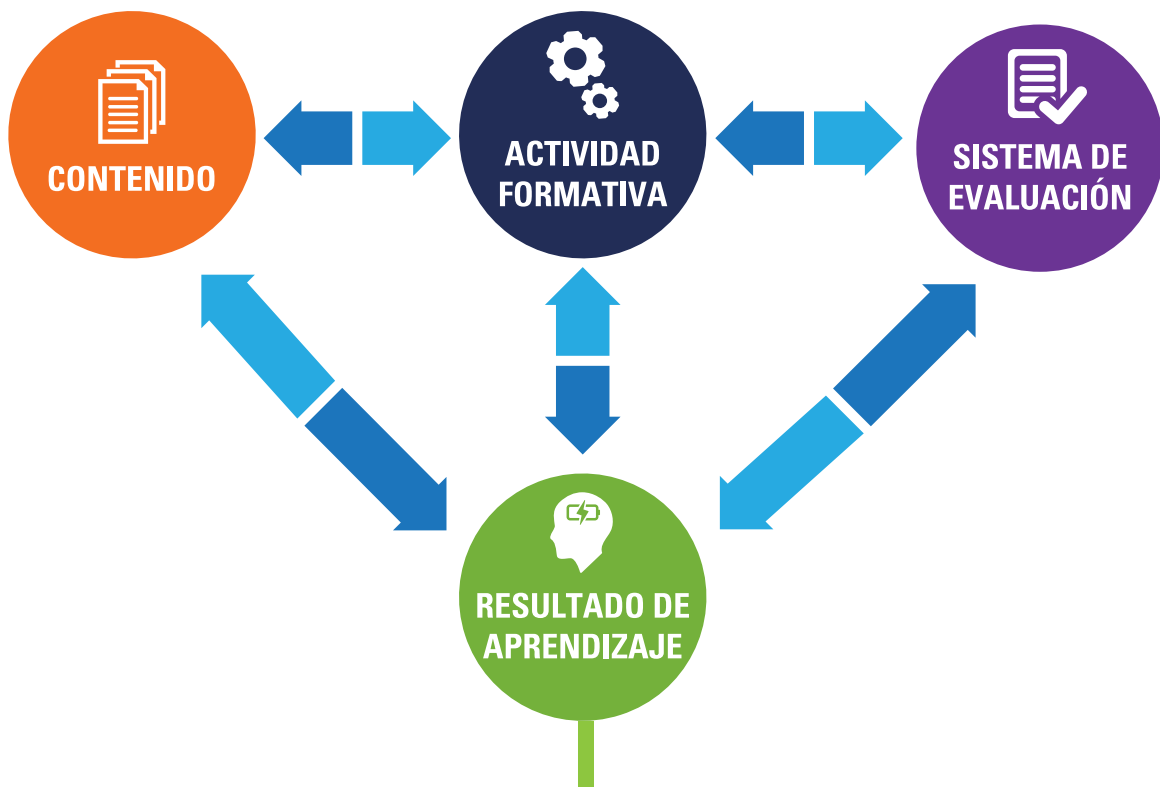 CONTENIDO
ACTIVIDAD
FORMATIVA
SISTEMA DE
EVALUACIÓN
RESULTADO DE
APRENDIZAJE